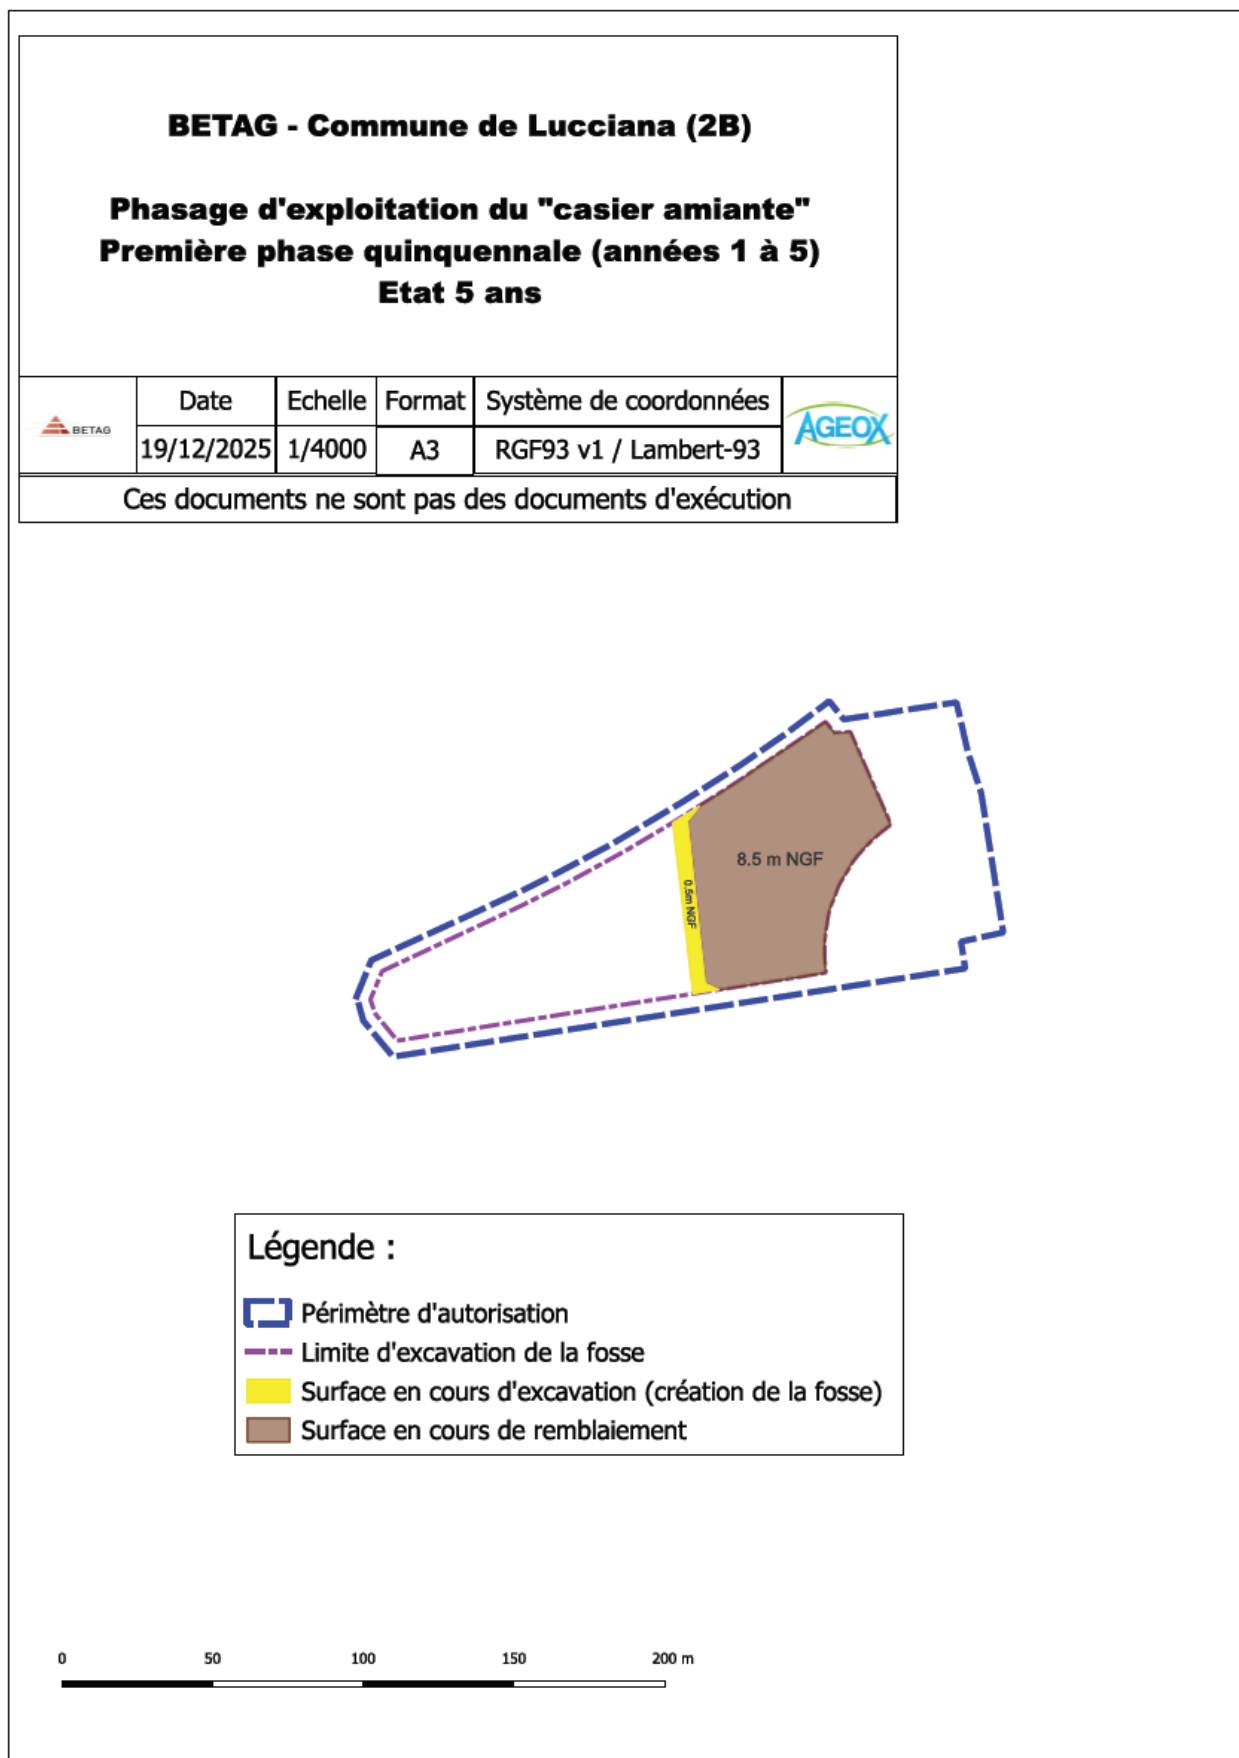 BETAG - Commune de Lucciana (2B)
Phasage d'exploitation du "casier amiante"
Première phase quinquennale (années 1 à 5)
Etat 5 ans
BETAG
Date
Echelle
Format
Système de coordonnées
AGEOX
19/12/2025
1/4000
A3
RGF93 v1 / Lambert-93
Ces documents ne sont pas des documents d'exécution
8.5 m NGF
0.5m NGF
Légende :
Périmètre d'autorisation
Limite d'excavation de la fosse
Surface en cours d'excavation (création de la fosse)
Surface en cours de remblaiement
0 50 100 150 200 m